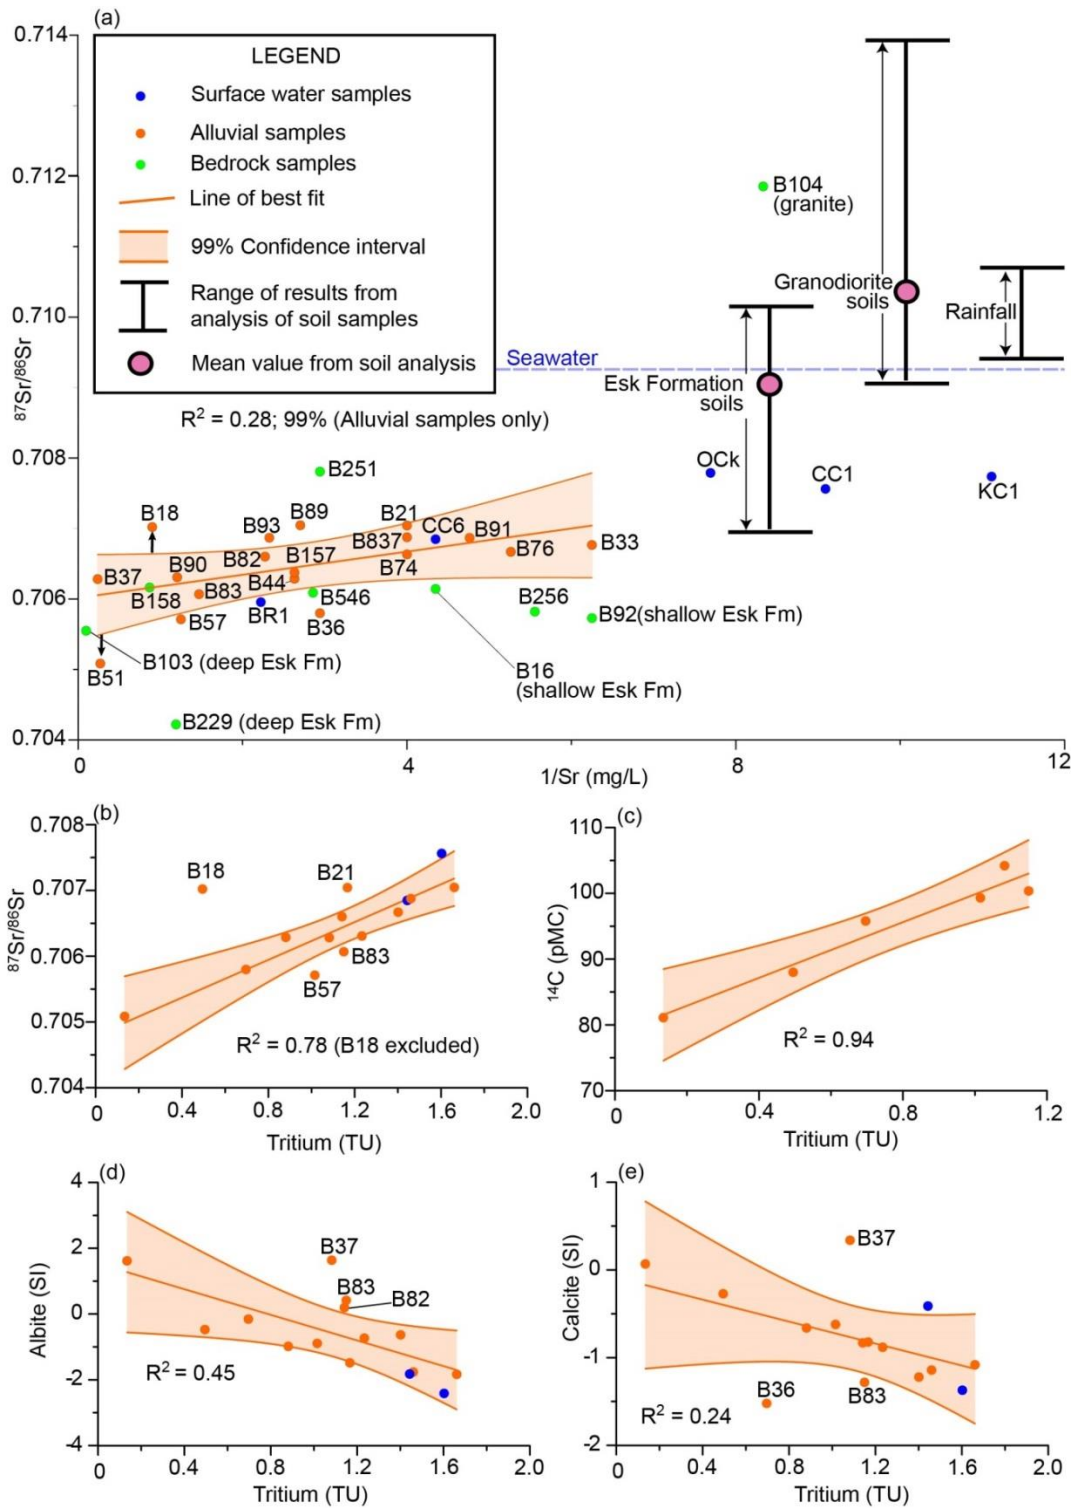 (a)
0.714
0.712
0.710
0.708
0.706
0.704
⁸⁷Sr/⁸⁶Sr
LEGEND
Surface water samples
Alluvial samples
Bedrock samples
Line of best fit
99% Confidence interval
Range of results from
analysis of soil samples
Mean value from soil analysis
R² = 0.28; 99% (Alluvial samples only)
B104
(granite)
Granodiorite
soils
Rainfall
Seawater
Esk Formation
soils
OCk
CC1
KC1
B251
B18
B93
B89
B21
CC6
B91
B33
B37
B90
B82
B157
B837
B76
B74
B158
B83
B44
B546
B256
B57
BR1
B36
B92(shallow Esk Fm)
B103 (deep Esk Fm)
B16
(shallow Esk Fm)
B51
B229 (deep Esk Fm)
0
4
8
12
1/Sr (mg/L)
(b)
0.708
0.707
0.706
0.705
0.704
⁸⁷Sr/⁸⁶Sr
B18
B21
B83
B57
R² = 0.78 (B18 excluded)
0
0.4
0.8
1.2
1.6
2.0
Tritium (TU)
(c)
110
100
90
80
70
¹⁴C (pMC)
R² = 0.94
0
0.4
0.8
1.2
Tritium (TU)
(d)
4
2
0
-2
-4
Albite (SI)
B37
B83
B82
R² = 0.45
0
0.4
0.8
1.2
1.6
2.0
Tritium (TU)
(e)
1
0
-1
-2
Calcite (SI)
B37
B36
B83
R² = 0.24
0
0.4
0.8
1.2
1.6
2.0
Tritium (TU)